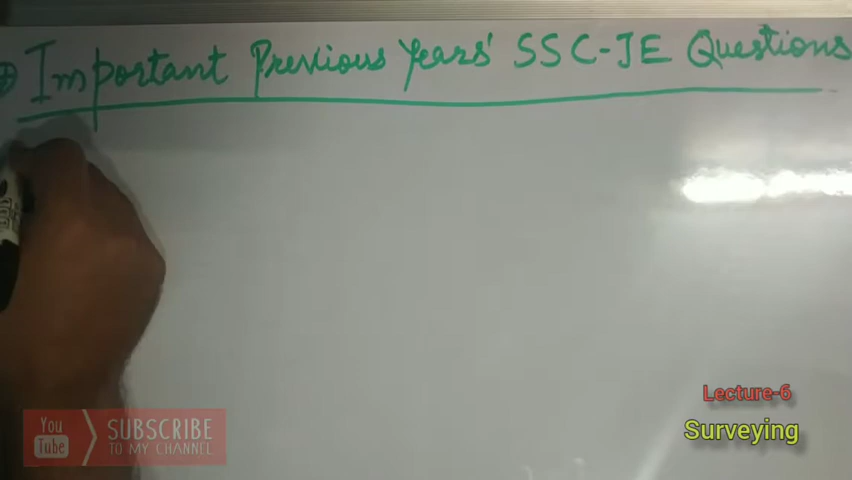 Important Previous Years' SSC-JE Questions
Lecture-6
Surveying
You
Tube
SUBSCRIBE
TO MY CHANNEL